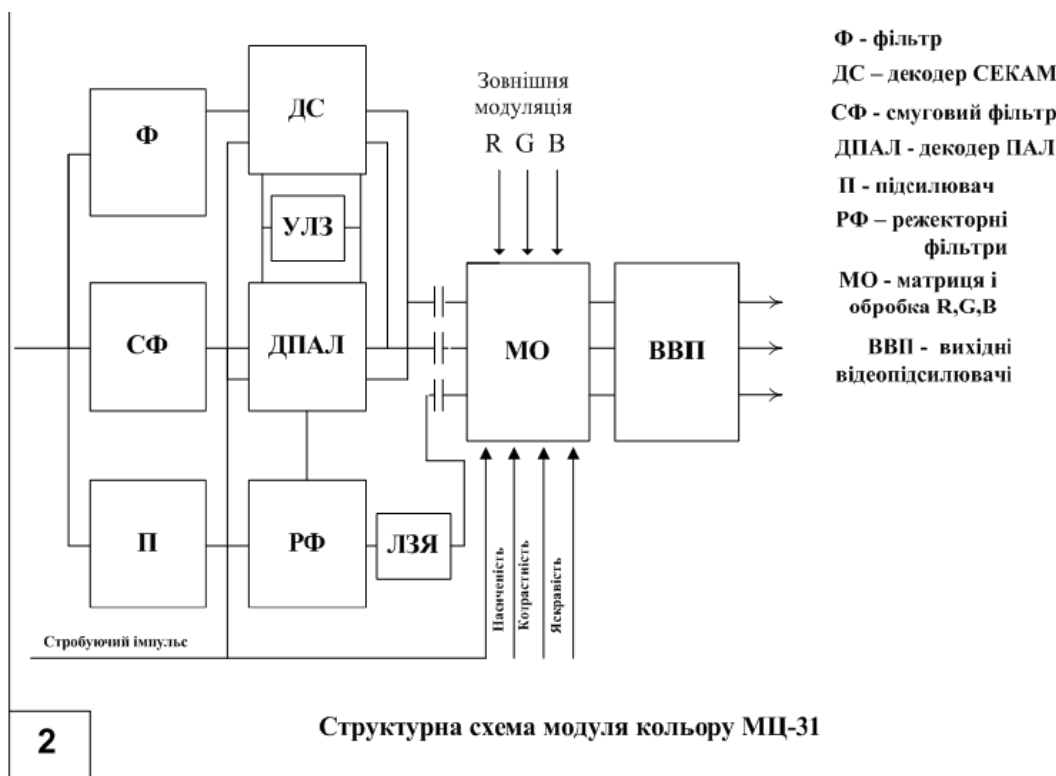 Ф - фільтр
ДС – декодер СЕКАМ
СФ – смуговий фільтр
ДПАЛ - декодер ПАЛ
П - підсилювач
РФ – режекторні
фільтри
МО - матриця і
обробка R,G,B
ВВП - вихідні
відеопідсилювачі
Зовнішня
модуляція
R G B
Ф
ДС
УЛЗ
СФ
ДПАЛ
МО
ВВП
П
РФ
ЛЗЯ
Насиченість
Котрастність
Яскравість
Стробуючий імпульс
2
Структурна схема модуля кольору МЦ-31